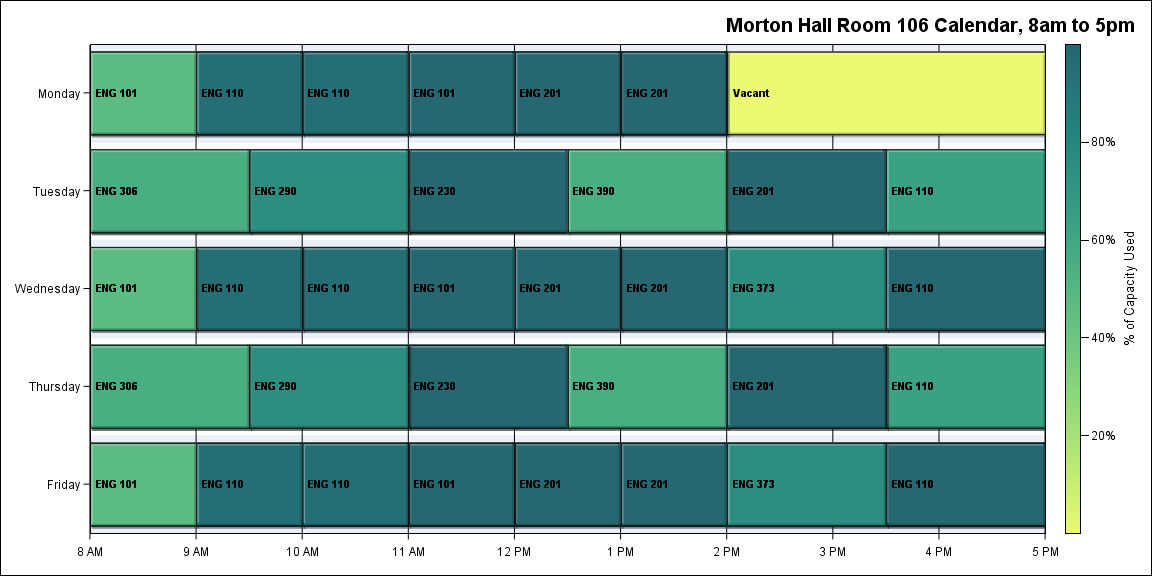 Morton Hall Room 106 Calendar, 8am to 5pm
Monday ENG 101 ENG 110 ENG 110 ENG 101 ENG 201 ENG 201 Vacant
Tuesday ENG 306 ENG 290 ENG 230 ENG 390 ENG 201 ENG 110
Wednesday ENG 101 ENG 110 ENG 110 ENG 101 ENG 201 ENG 201 ENG 373 ENG 110
Thursday ENG 306 ENG 290 ENG 230 ENG 390 ENG 201 ENG 110
Friday ENG 101 ENG 110 ENG 110 ENG 101 ENG 201 ENG 201 ENG 373 ENG 110
8 AM 9 AM 10 AM 11 AM 12 PM 1 PM 2 PM 3 PM 4 PM 5 PM
80%
60%
40%
20%
% of Capacity Used